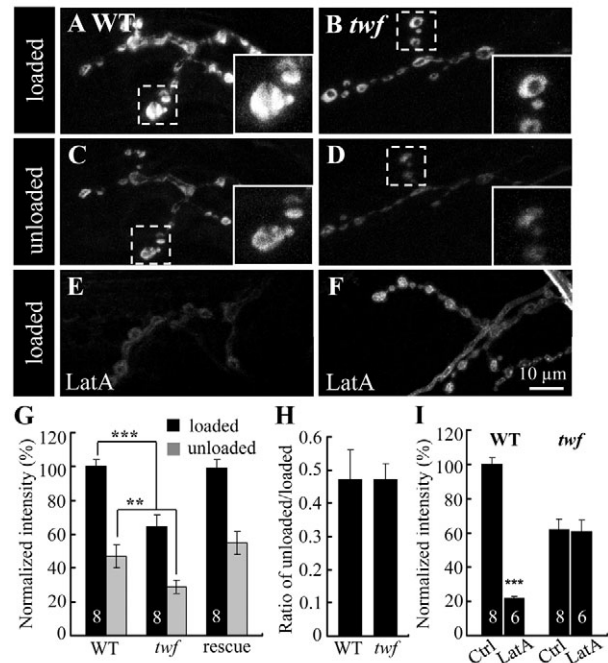 A WT
B twf
loaded
C
D
unloaded
E
F
loaded
LatA
LatA
10 µm
G
H
I
Normalized intensity (%)
120
100
80
60
40
20
0
loaded
unloaded
***
**
8
8
8
WT
twf
rescue
Ratio of unloaded/loaded
0.6
0.5
0.4
0.3
0.2
0.1
0
WT
twf
Normalized intensity (%)
120
100
80
60
40
20
0
WT
twf
***
8
6
8
6
Ctrl
LatA
Ctrl
LatA